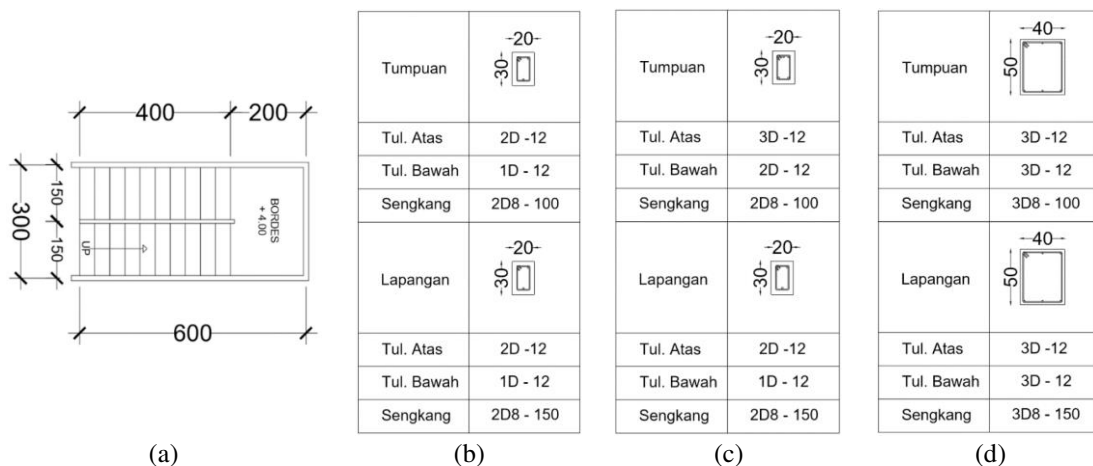 400 200
300
150
150
BORDES
+ 4.00
UP
600
(a)
Tumpuan
20
30
Tul. Atas 2D -12
Tul. Bawah 1D - 12
Sengkang 2D8 - 100
Lapangan
20
30
Tul. Atas 2D -12
Tul. Bawah 1D - 12
Sengkang 2D8 - 150
(b)
Tumpuan
20
30
Tul. Atas 3D -12
Tul. Bawah 2D - 12
Sengkang 2D8 - 100
Lapangan
20
30
Tul. Atas 2D -12
Tul. Bawah 1D - 12
Sengkang 2D8 - 150
(c)
Tumpuan
40
50
Tul. Atas 3D -12
Tul. Bawah 3D - 12
Sengkang 3D8 - 100
Lapangan
40
50
Tul. Atas 3D -12
Tul. Bawah 3D - 12
Sengkang 3D8 - 150
(d)